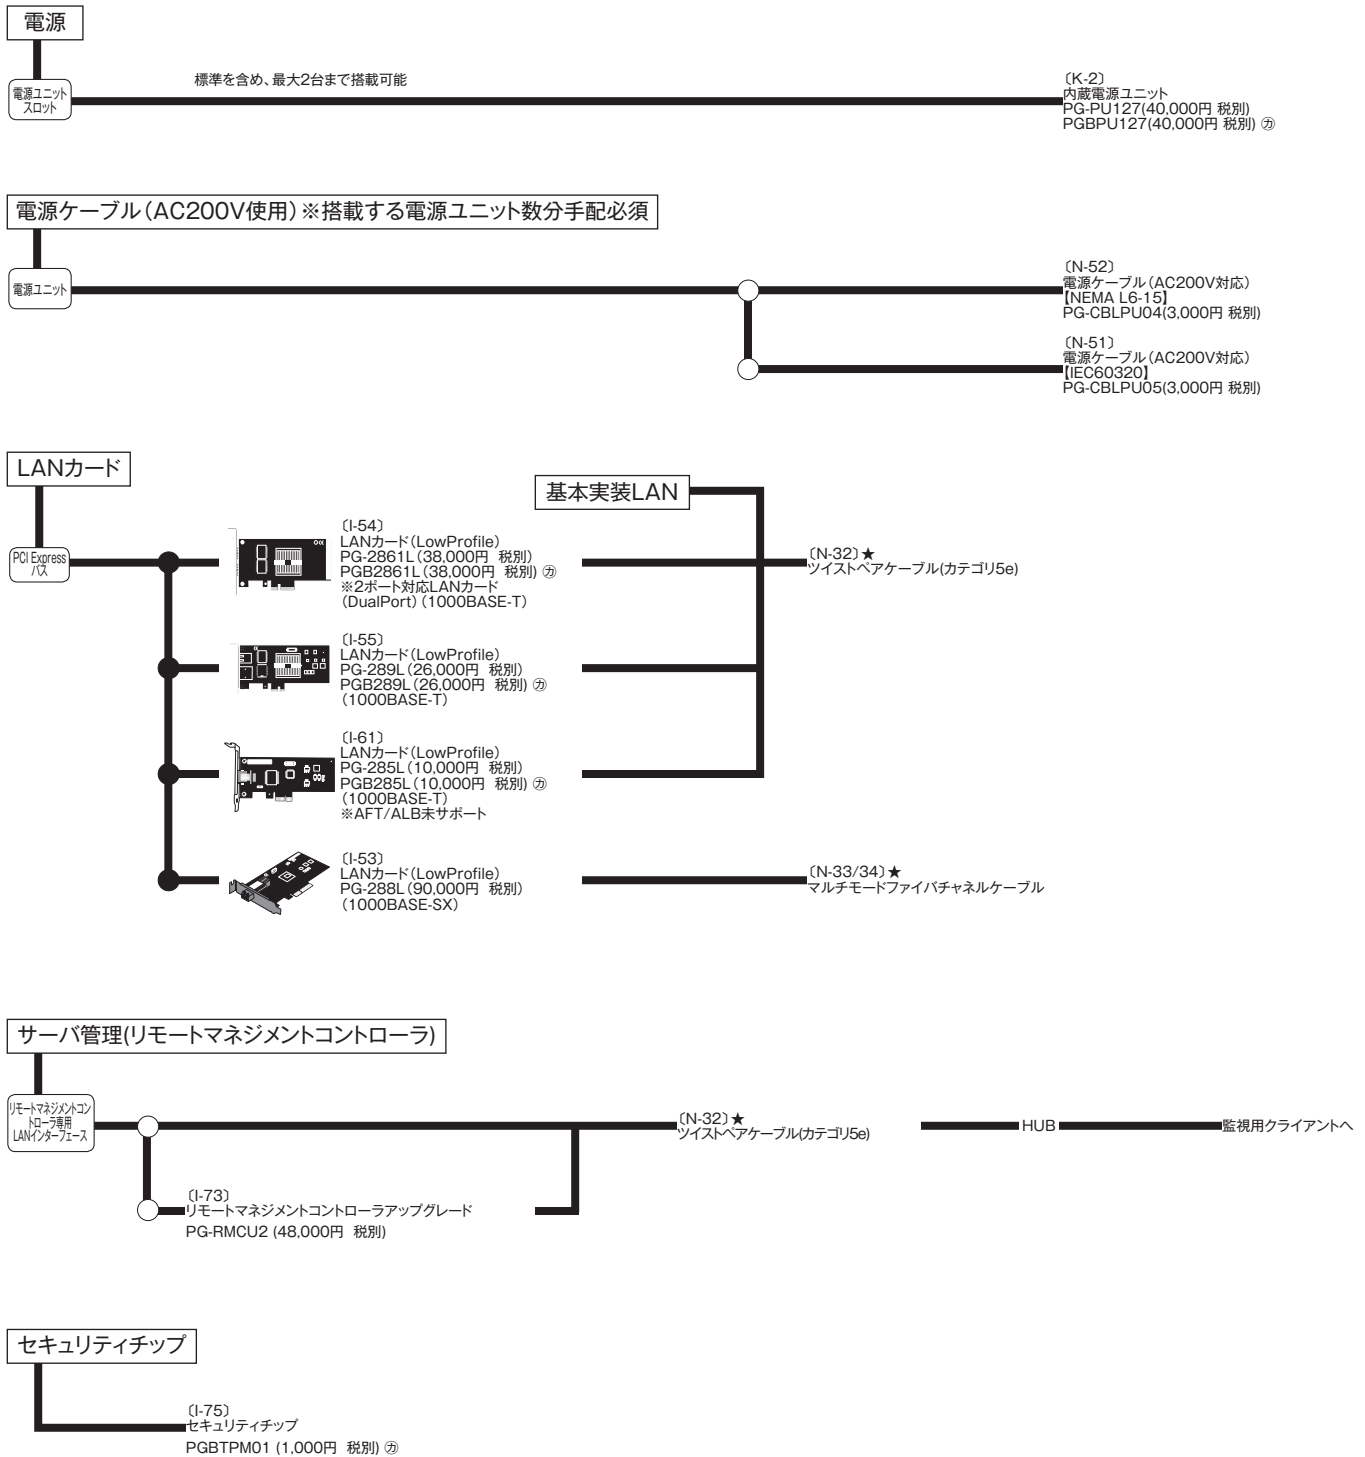 電源
電源ユニット
スロット
標準を含め、最大2台まで搭載可能
〔K-2〕
内蔵電源ユニット
PG-PU127(40,000円 税別)
PGBPU127(40,000円 税別) ㋕
電源ケーブル（AC200V使用）※搭載する電源ユニット数分手配必須
電源ユニット
〔N-52〕
電源ケーブル（AC200V対応）
【NEMA L6-15】
PG-CBLPU04(3,000円 税別)
〔N-51〕
電源ケーブル（AC200V対応）
【IEC60320】
PG-CBLPU05(3,000円 税別)
LANカード
PCI Express
バス
基本実装LAN
〔I-54〕
LANカード(LowProfile)
PG-2861L（38,000円 税別）
PGB2861L（38,000円 税別）㋕
※2ポート対応LANカード
（DualPort）（1000BASE-T）
〔N-32〕★
ツイストペアケーブル(カテゴリ5e)
〔I-55〕
LANカード(LowProfile)
PG-289L（26,000円 税別）
PGB289L（26,000円 税別）㋕
（1000BASE-T）
〔I-61〕
LANカード(LowProfile)
PG-285L（10,000円 税別）
PGB285L（10,000円 税別）㋕
（1000BASE-T）
※AFT/ALB未サポート
〔I-53〕
LANカード(LowProfile)
PG-288L（90,000円 税別）
（1000BASE-SX）
〔N-33/34〕★
マルチモードファイバチャネルケーブル
サーバ管理(リモートマネジメントコントローラ)
リモートマネジメントコン
トローラ専用
LANインターフェース
〔N-32〕★
ツイストペアケーブル(カテゴリ5e)
HUB
監視用クライアントへ
〔I-73〕
リモートマネジメントコントローラアップグレード
PG-RMCU2 (48,000円 税別)
セキュリティチップ
〔I-75〕
セキュリティチップ
PGBTPM01 (1,000円 税別) ㋕